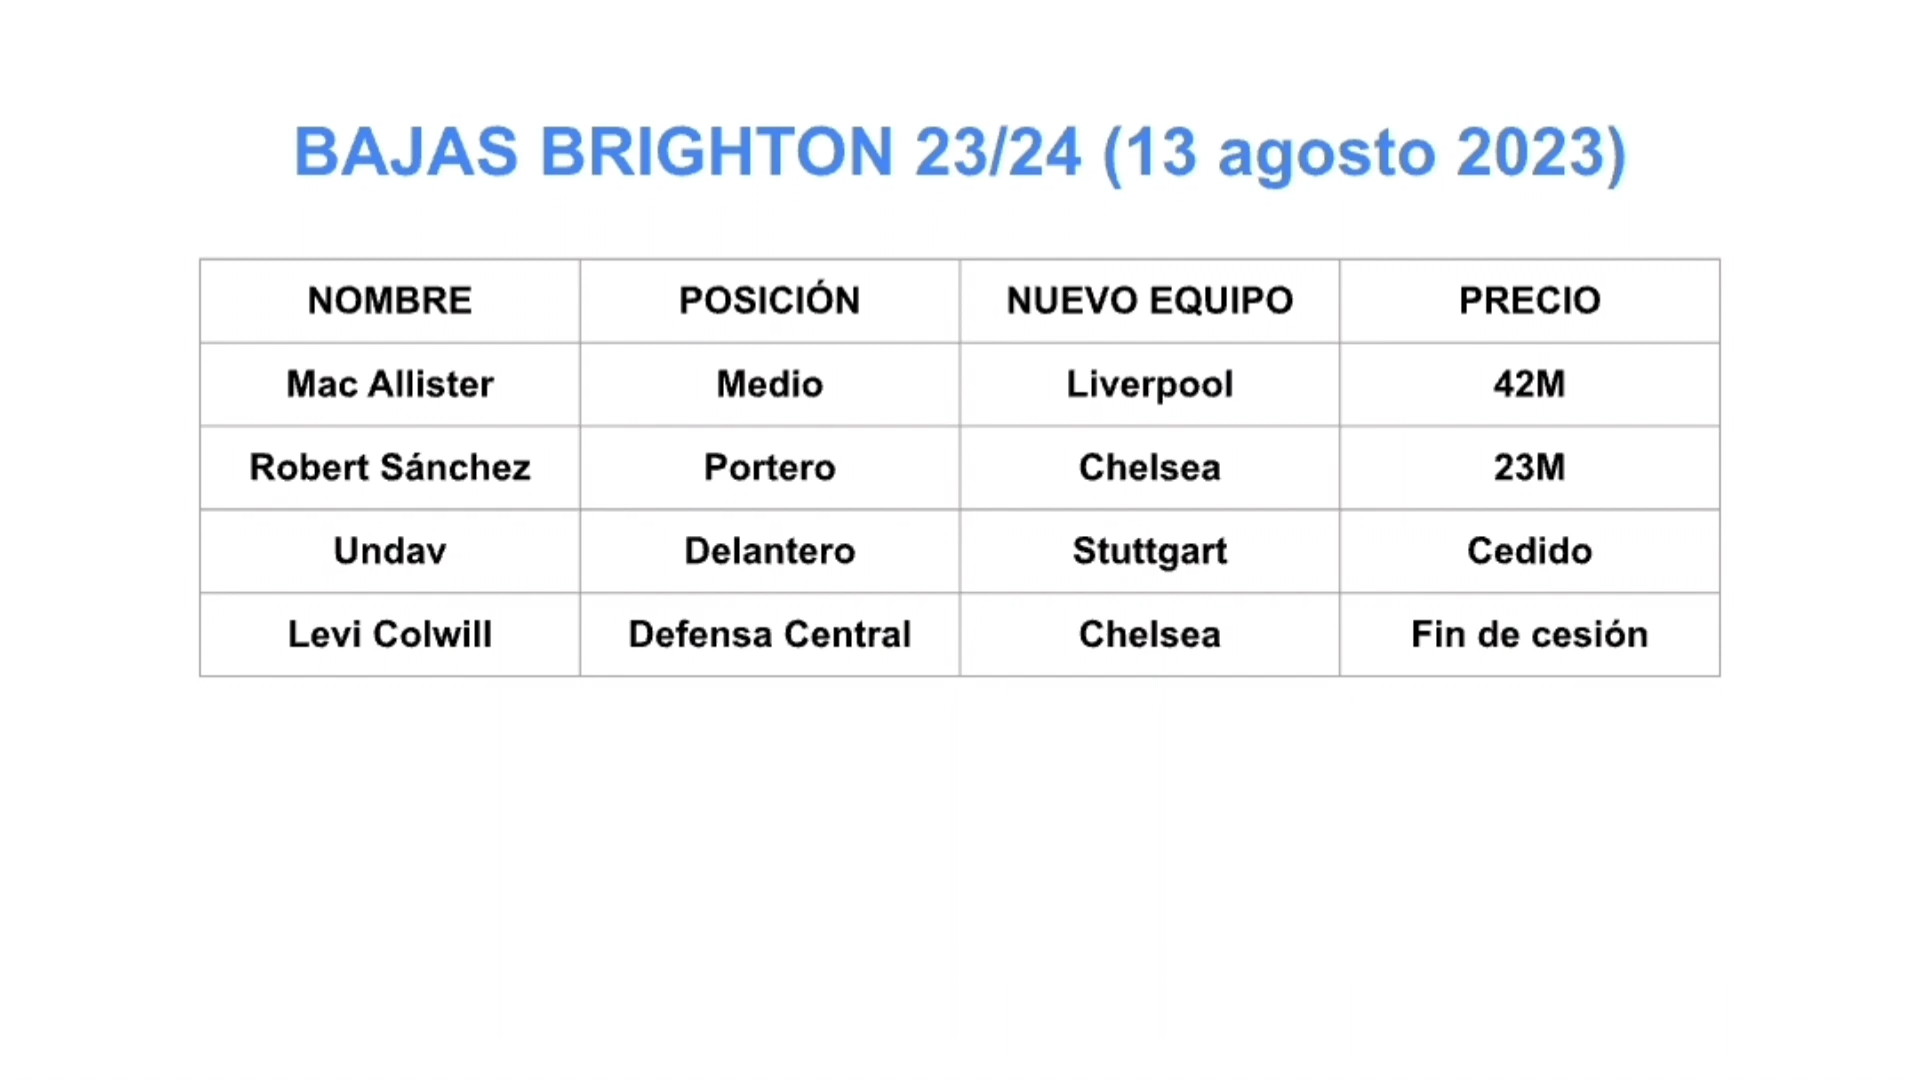 BAJAS BRIGHTON 23/24 (13 agosto 2023)
NOMBRE POSICIÓN NUEVO EQUIPO PRECIO
Mac Allister Medio Liverpool 42M
Robert Sánchez Portero Chelsea 23M
Undav Delantero Stuttgart Cedido
Levi Colwill Defensa Central Chelsea Fin de cesión